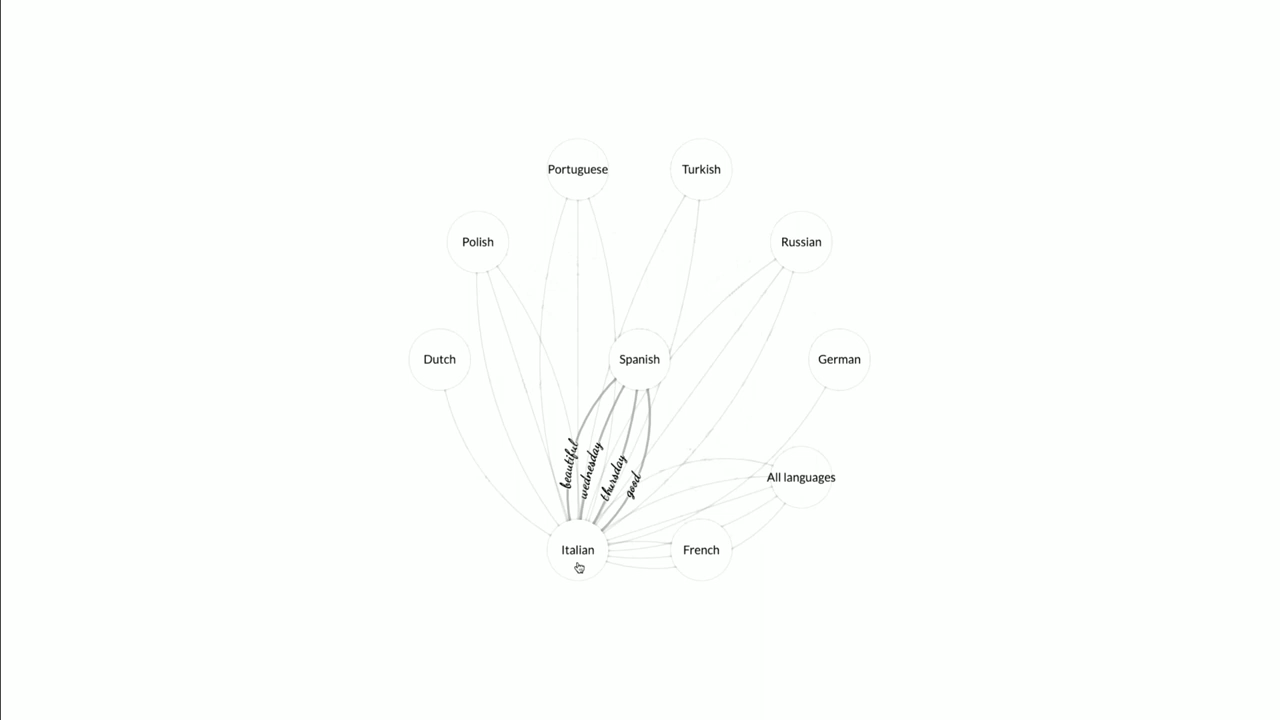 Portuguese
Turkish
Polish
Russian
Dutch
Spanish
German
beautiful
wednesday
thursday
good
All languages
Italian
French